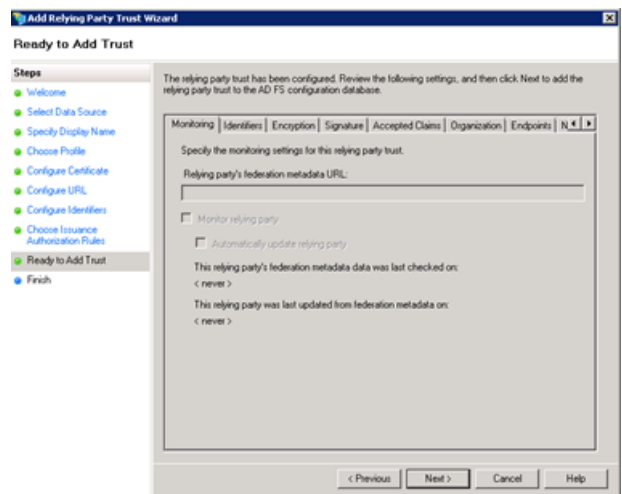 Add Relying Party Trust Wizard
Ready to Add Trust
Steps
Welcome
Select Data Source
Specify Display Name
Choose Profile
Configure Certificate
Configure URL
Configure Identifiers
Choose Issuance
Authorization Rules
Ready to Add Trust
Finish
The relying party trust has been configured. Review the following settings, and then click Next to add the
relying party trust to the AD FS configuration database.
Monitoring Identifiers Encryption Signature Accepted Claims Organization Endpoints N
Specify the monitoring settings for this relying party trust.
Relying party's federation metadata URL:
Monitor relying party
Automatically update relying party
This relying party's federation metadata data was last checked on:
< never >
This relying party was last updated from federation metadata on:
< never >
< Previous Next > Cancel Help